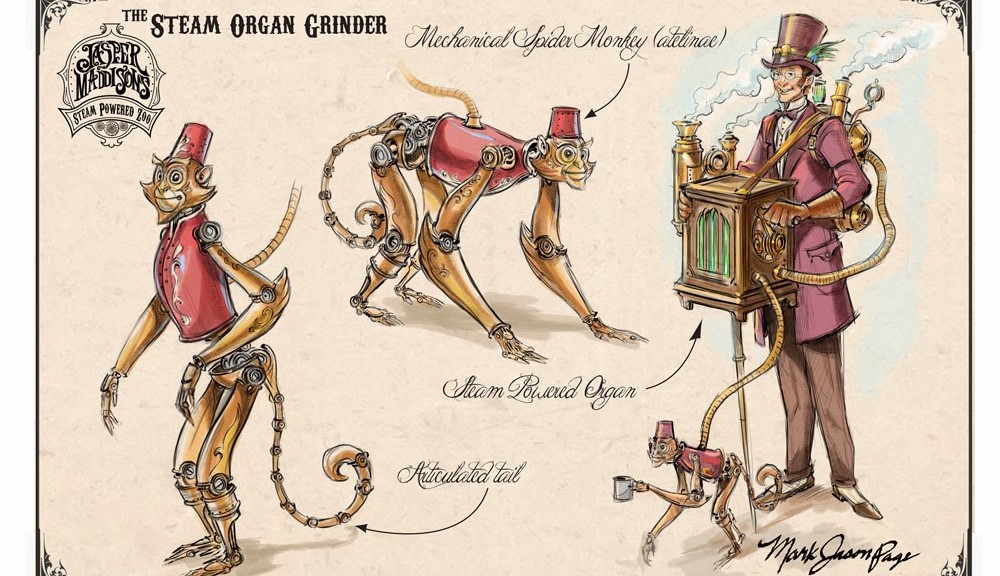 THE STEAM ORGAN GRINDER
JASPER
MADDISONS
STEAM POWERED ZOO
Mechanical Spider Monkey (atelinae)
Steam Powered Organ
Articulated tail
Mark Jason Page